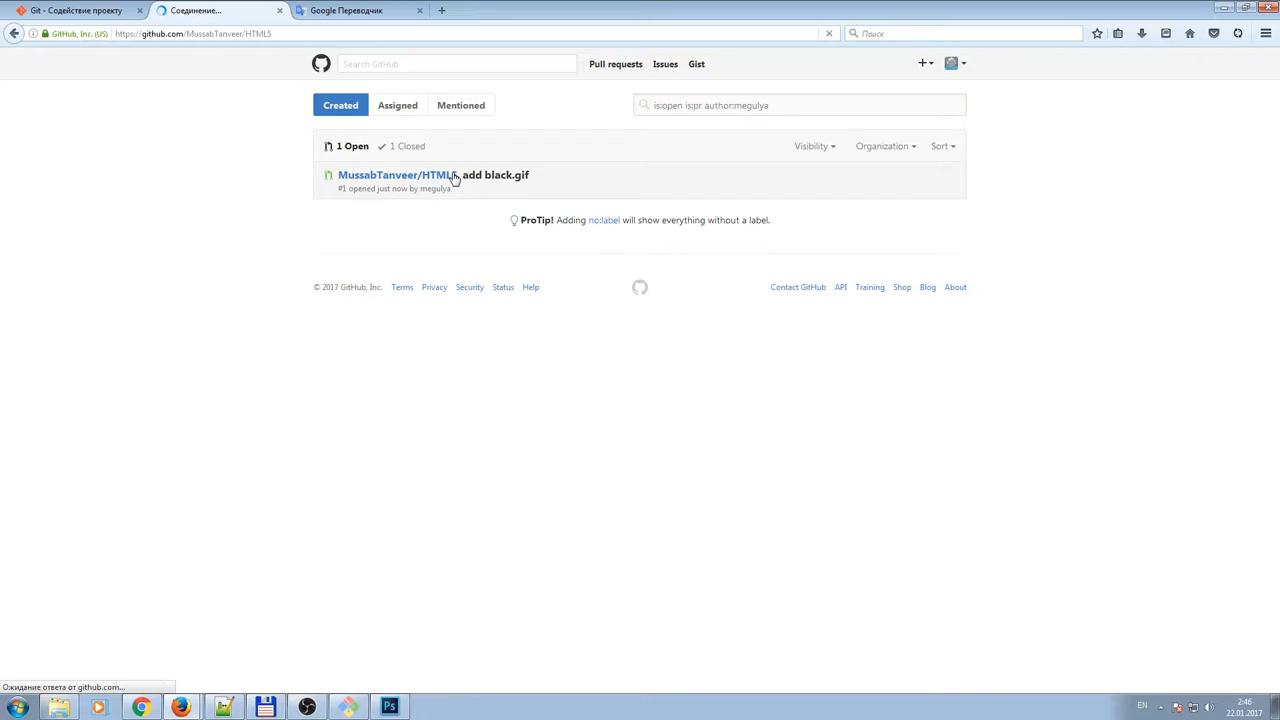 Git - Содействие проекту
Соединение...
Google Переводчик
GitHub, Inc. (US)
https://github.com/MussabTanveer/HTML5
Поиск
Search GitHub
Pull requests
Issues
Gist
Created
Assigned
Mentioned
is:open is:pr author:megulya
1 Open
1 Closed
Visibility
Organization
Sort
MussabTanveer/HTML5 add black.gif
#1 opened just now by megulya
ProTip! Adding no:label will show everything without a label.
© 2017 GitHub, Inc. Terms Privacy Security Status Help
Contact GitHub API Training Shop Blog About
Ожидание ответа от github.com...
Ps
EN
2:46
22.01.2017